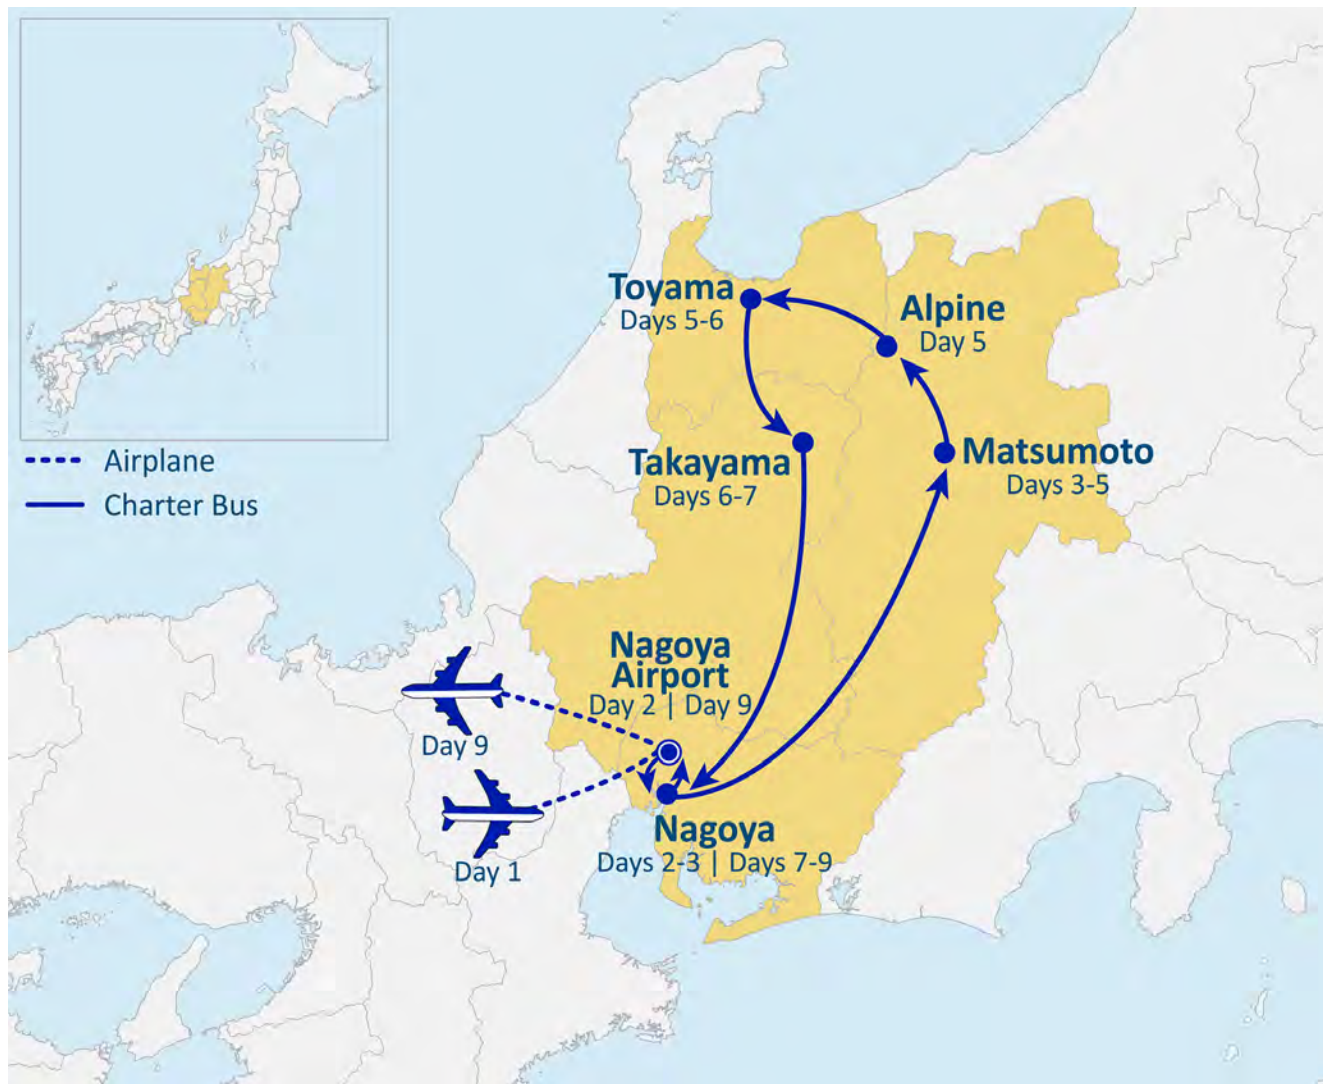 Toyama
Days 5-6
Alpine
Day 5
Airplane
Charter Bus
Takayama
Days 6-7
Matsumoto
Days 3-5
Nagoya
Airport
Day 2 | Day 9
Day 9
Day 1
Nagoya
Days 2-3 | Days 7-9